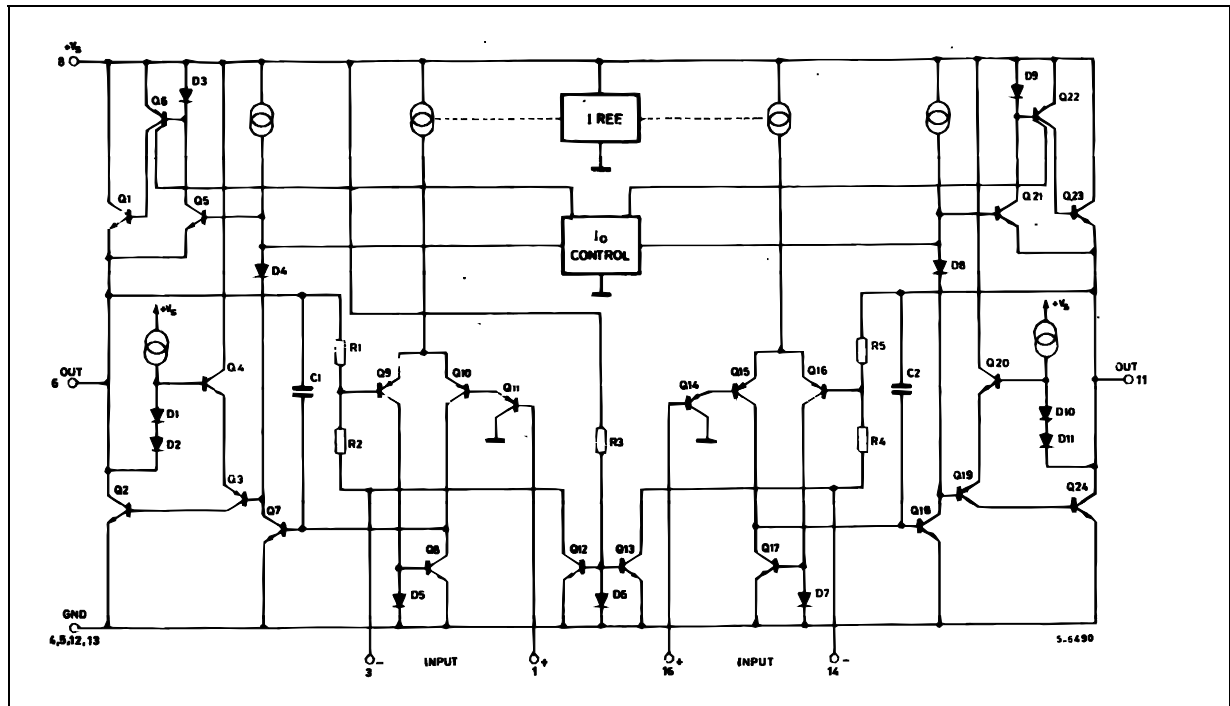 +Vs
8
D3
Q6
D9
Q22
I REF
Q1
Q5
Q21
Q23
Io
CONTROL
D4
D8
+Vs
+Vs
R1
R5
6
OUT
Q4
C1
Q9
Q10
Q11
Q14
Q15
Q16
C2
Q20
OUT
11
D1
D2
R2
R3
R4
D10
D11
Q2
Q3
Q7
Q19
Q24
Q12
Q13
Q18
Q8
Q17
D5
D6
D7
GND
4,5,12,13
S-6490
3
-
INPUT
1
+
16
+
INPUT
14
-